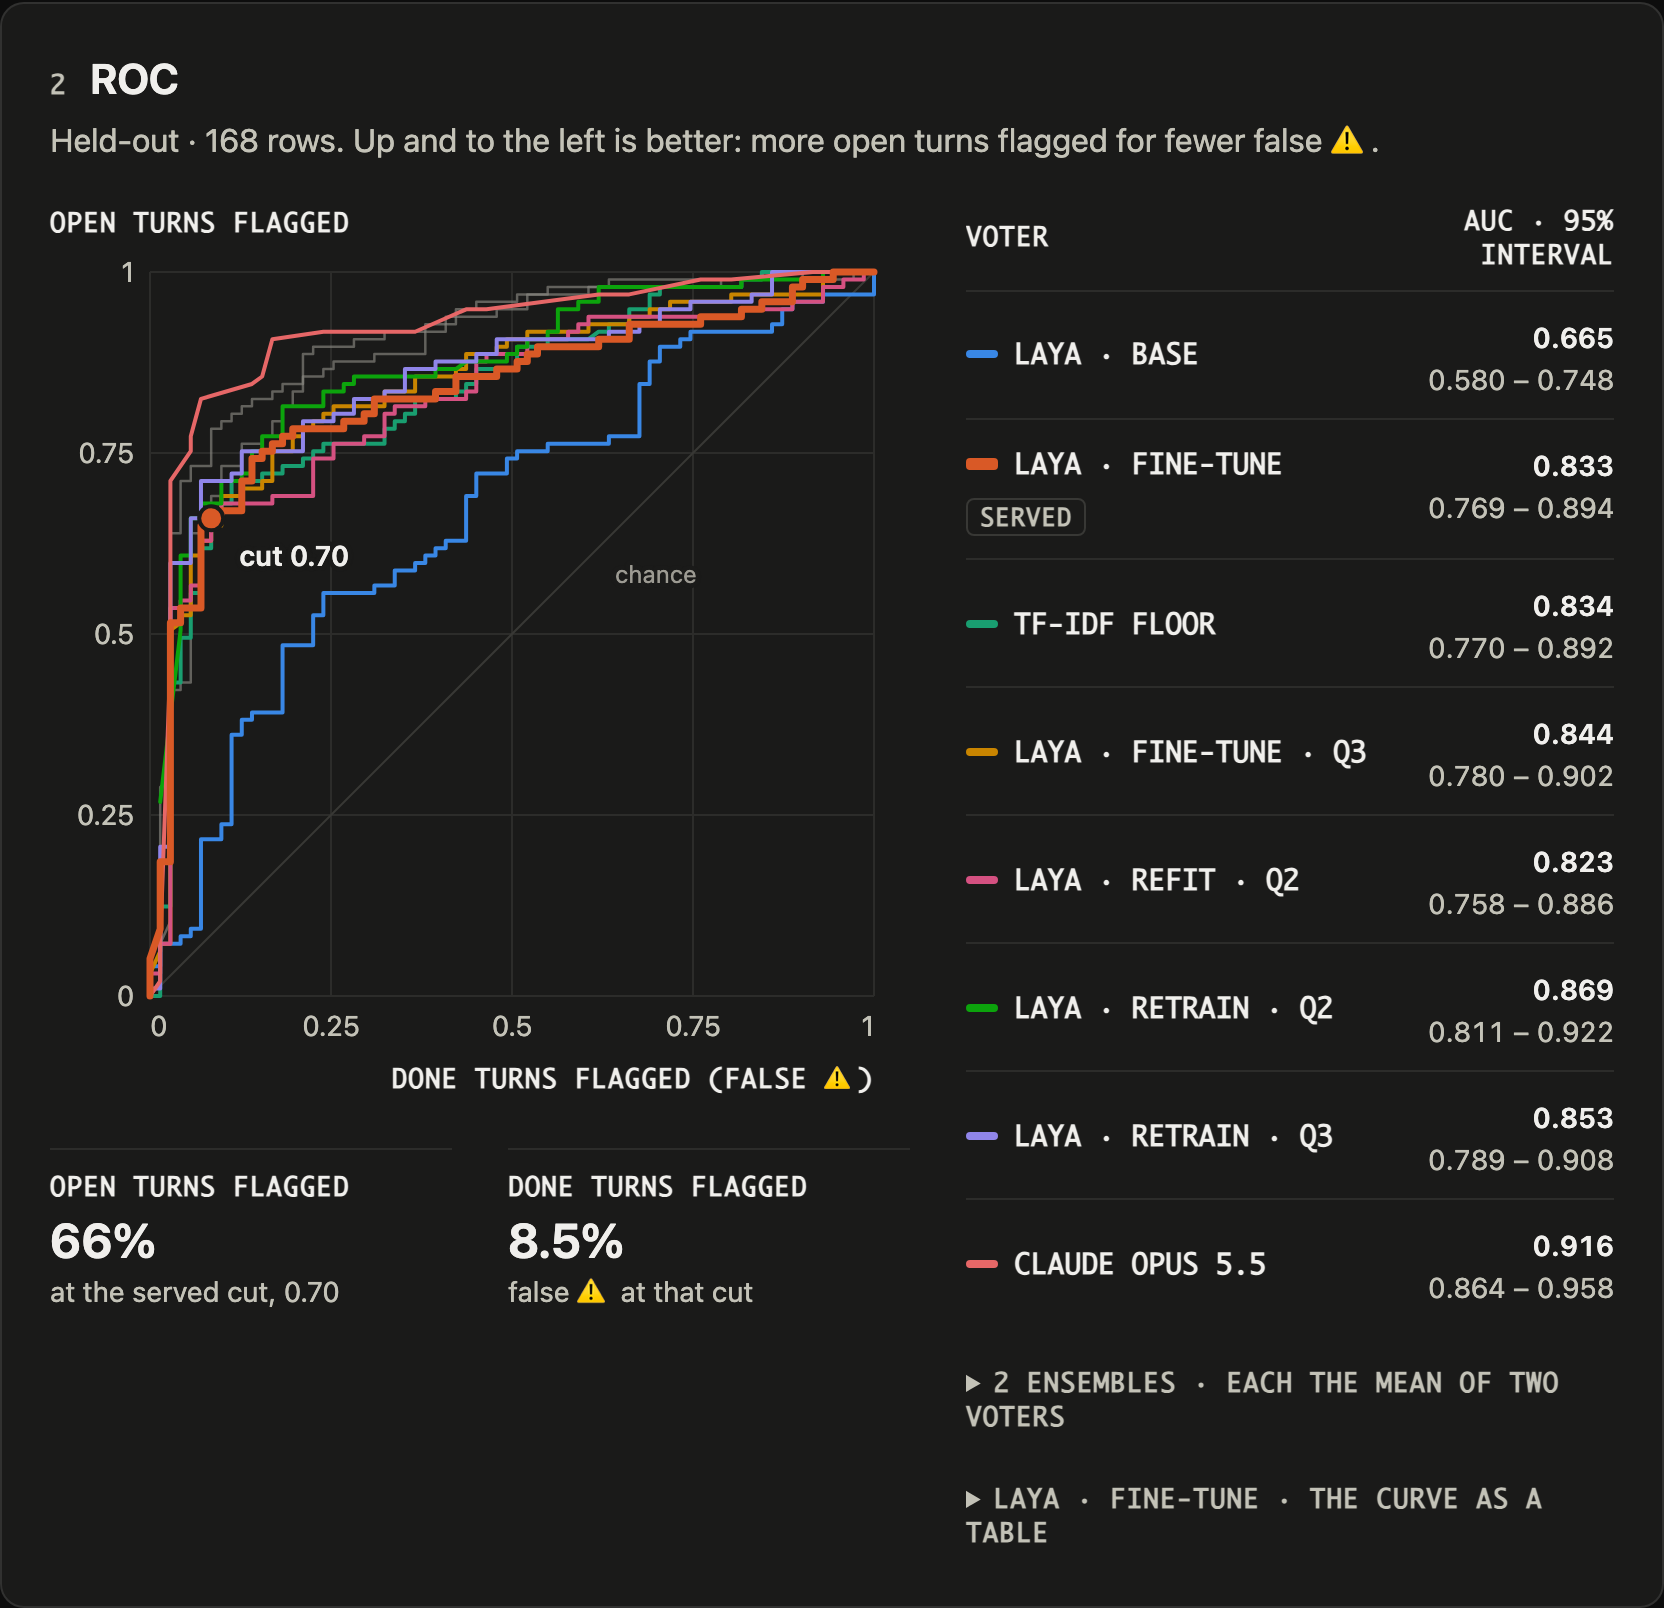 2 ROC
Held-out · 168 rows. Up and to the left is better: more open turns flagged for fewer false ⚠️ .
OPEN TURNS FLAGGED
1
0.75
0.5
0.25
0
cut 0.70
chance
0 0.25 0.5 0.75 1
DONE TURNS FLAGGED (FALSE ⚠️ )
OPEN TURNS FLAGGED
66%
at the served cut, 0.70
DONE TURNS FLAGGED
8.5%
false ⚠️ at that cut
VOTER
AUC · 95%
INTERVAL
LAYA · BASE
0.665
0.580 – 0.748
LAYA · FINE-TUNE
SERVED
0.833
0.769 – 0.894
TF-IDF FLOOR
0.834
0.770 – 0.892
LAYA · FINE-TUNE · Q3
0.844
0.780 – 0.902
LAYA · REFIT · Q2
0.823
0.758 – 0.886
LAYA · RETRAIN · Q2
0.869
0.811 – 0.922
LAYA · RETRAIN · Q3
0.853
0.789 – 0.908
CLAUDE OPUS 5.5
0.916
0.864 – 0.958
▶ 2 ENSEMBLES · EACH THE MEAN OF TWO
VOTERS
▶ LAYA · FINE-TUNE · THE CURVE AS A
TABLE